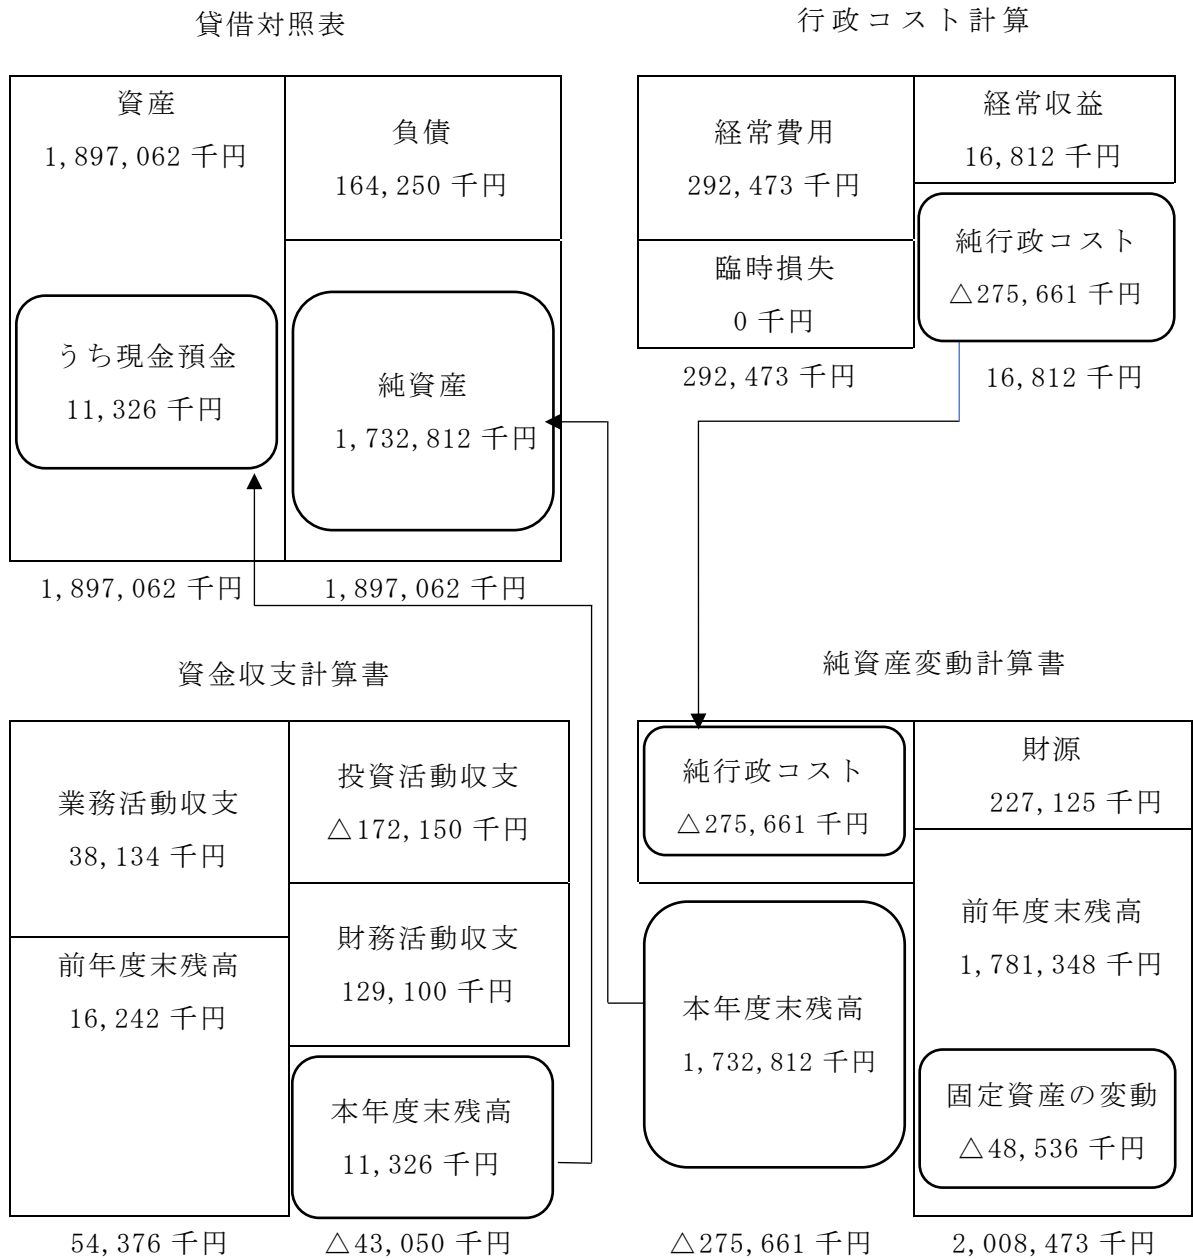 貸借対照表
資産
1,897,062 千円
負債
164,250 千円
うち現金預金
11,326 千円
純資産
1,732,812 千円
1,897,062 千円
1,897,062 千円
行政コスト計算
経常費用
292,473 千円
経常収益
16,812 千円
臨時損失
0 千円
純行政コスト
△275,661 千円
292,473 千円
16,812 千円
資金収支計算書
業務活動収支
38,134 千円
投資活動収支
△172,150 千円
前年度末残高
16,242 千円
財務活動収支
129,100 千円
本年度末残高
11,326 千円
54,376 千円
△43,050 千円
純資産変動計算書
純行政コスト
△275,661 千円
財源
227,125 千円
前年度末残高
1,781,348 千円
本年度末残高
1,732,812 千円
固定資産の変動
△48,536 千円
△275,661 千円
2,008,473 千円